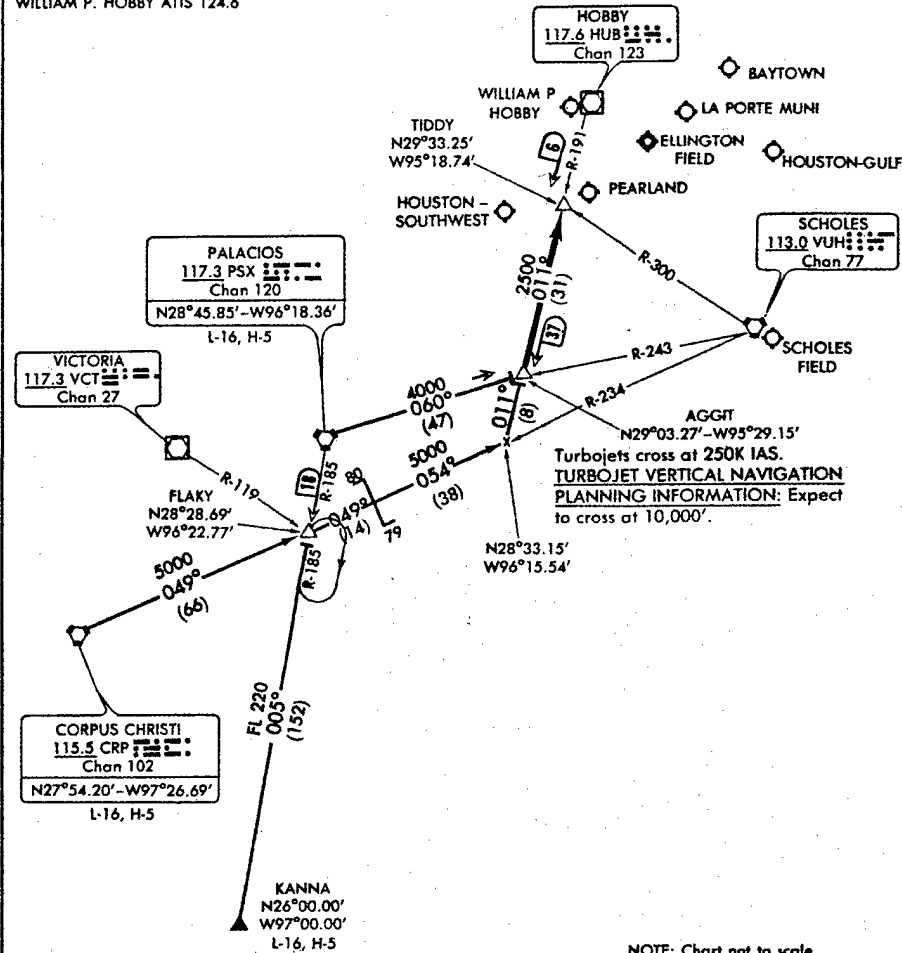 WILLIAM P. HOBBY ATIS 124.6
HOBBY
117.6 HUB
Chan 123
BAYTOWN
WILLIAM P
HOBBY
LA PORTE MUNI
TIDDY
N29°33.25'
W95°18.74'
ELLINGTON
FIELD
HOUSTON-GULF
6
R-191
PEARLAND
HOUSTON –
SOUTHWEST
SCHOLES
113.0 VUH
Chan 77
PALACIOS
117.3 PSX
Chan 120
N28°45.85'–W96°18.36'
L-16, H-5
R-300
2500
011°
(31)
37
SCHOLES
FIELD
VICTORIA
117.3 VCT
Chan 27
R-243
R-234
4000
060°
(47)
011°
(8)
AGGIT
N29°03.27'–W95°29.15'
Turbojets cross at 250K IAS.
TURBOJET VERTICAL NAVIGATION
PLANNING INFORMATION: Expect
to cross at 10,000'.
R-119
18
R-185
80
79
5000
054°
(38)
FLAKY
N28°28.69'
W96°22.77'
049°
(14)
N28°33.15'
W96°15.54'
R-185
5000
049°
(66)
FL 220
005°
(152)
CORPUS CHRISTI
115.5 CRP
Chan 102
N27°54.20'–W97°26.69'
L-16, H-5
KANNA
N26°00.00'
W97°00.00'
L-16, H-5
NOTE: Chart not to scale